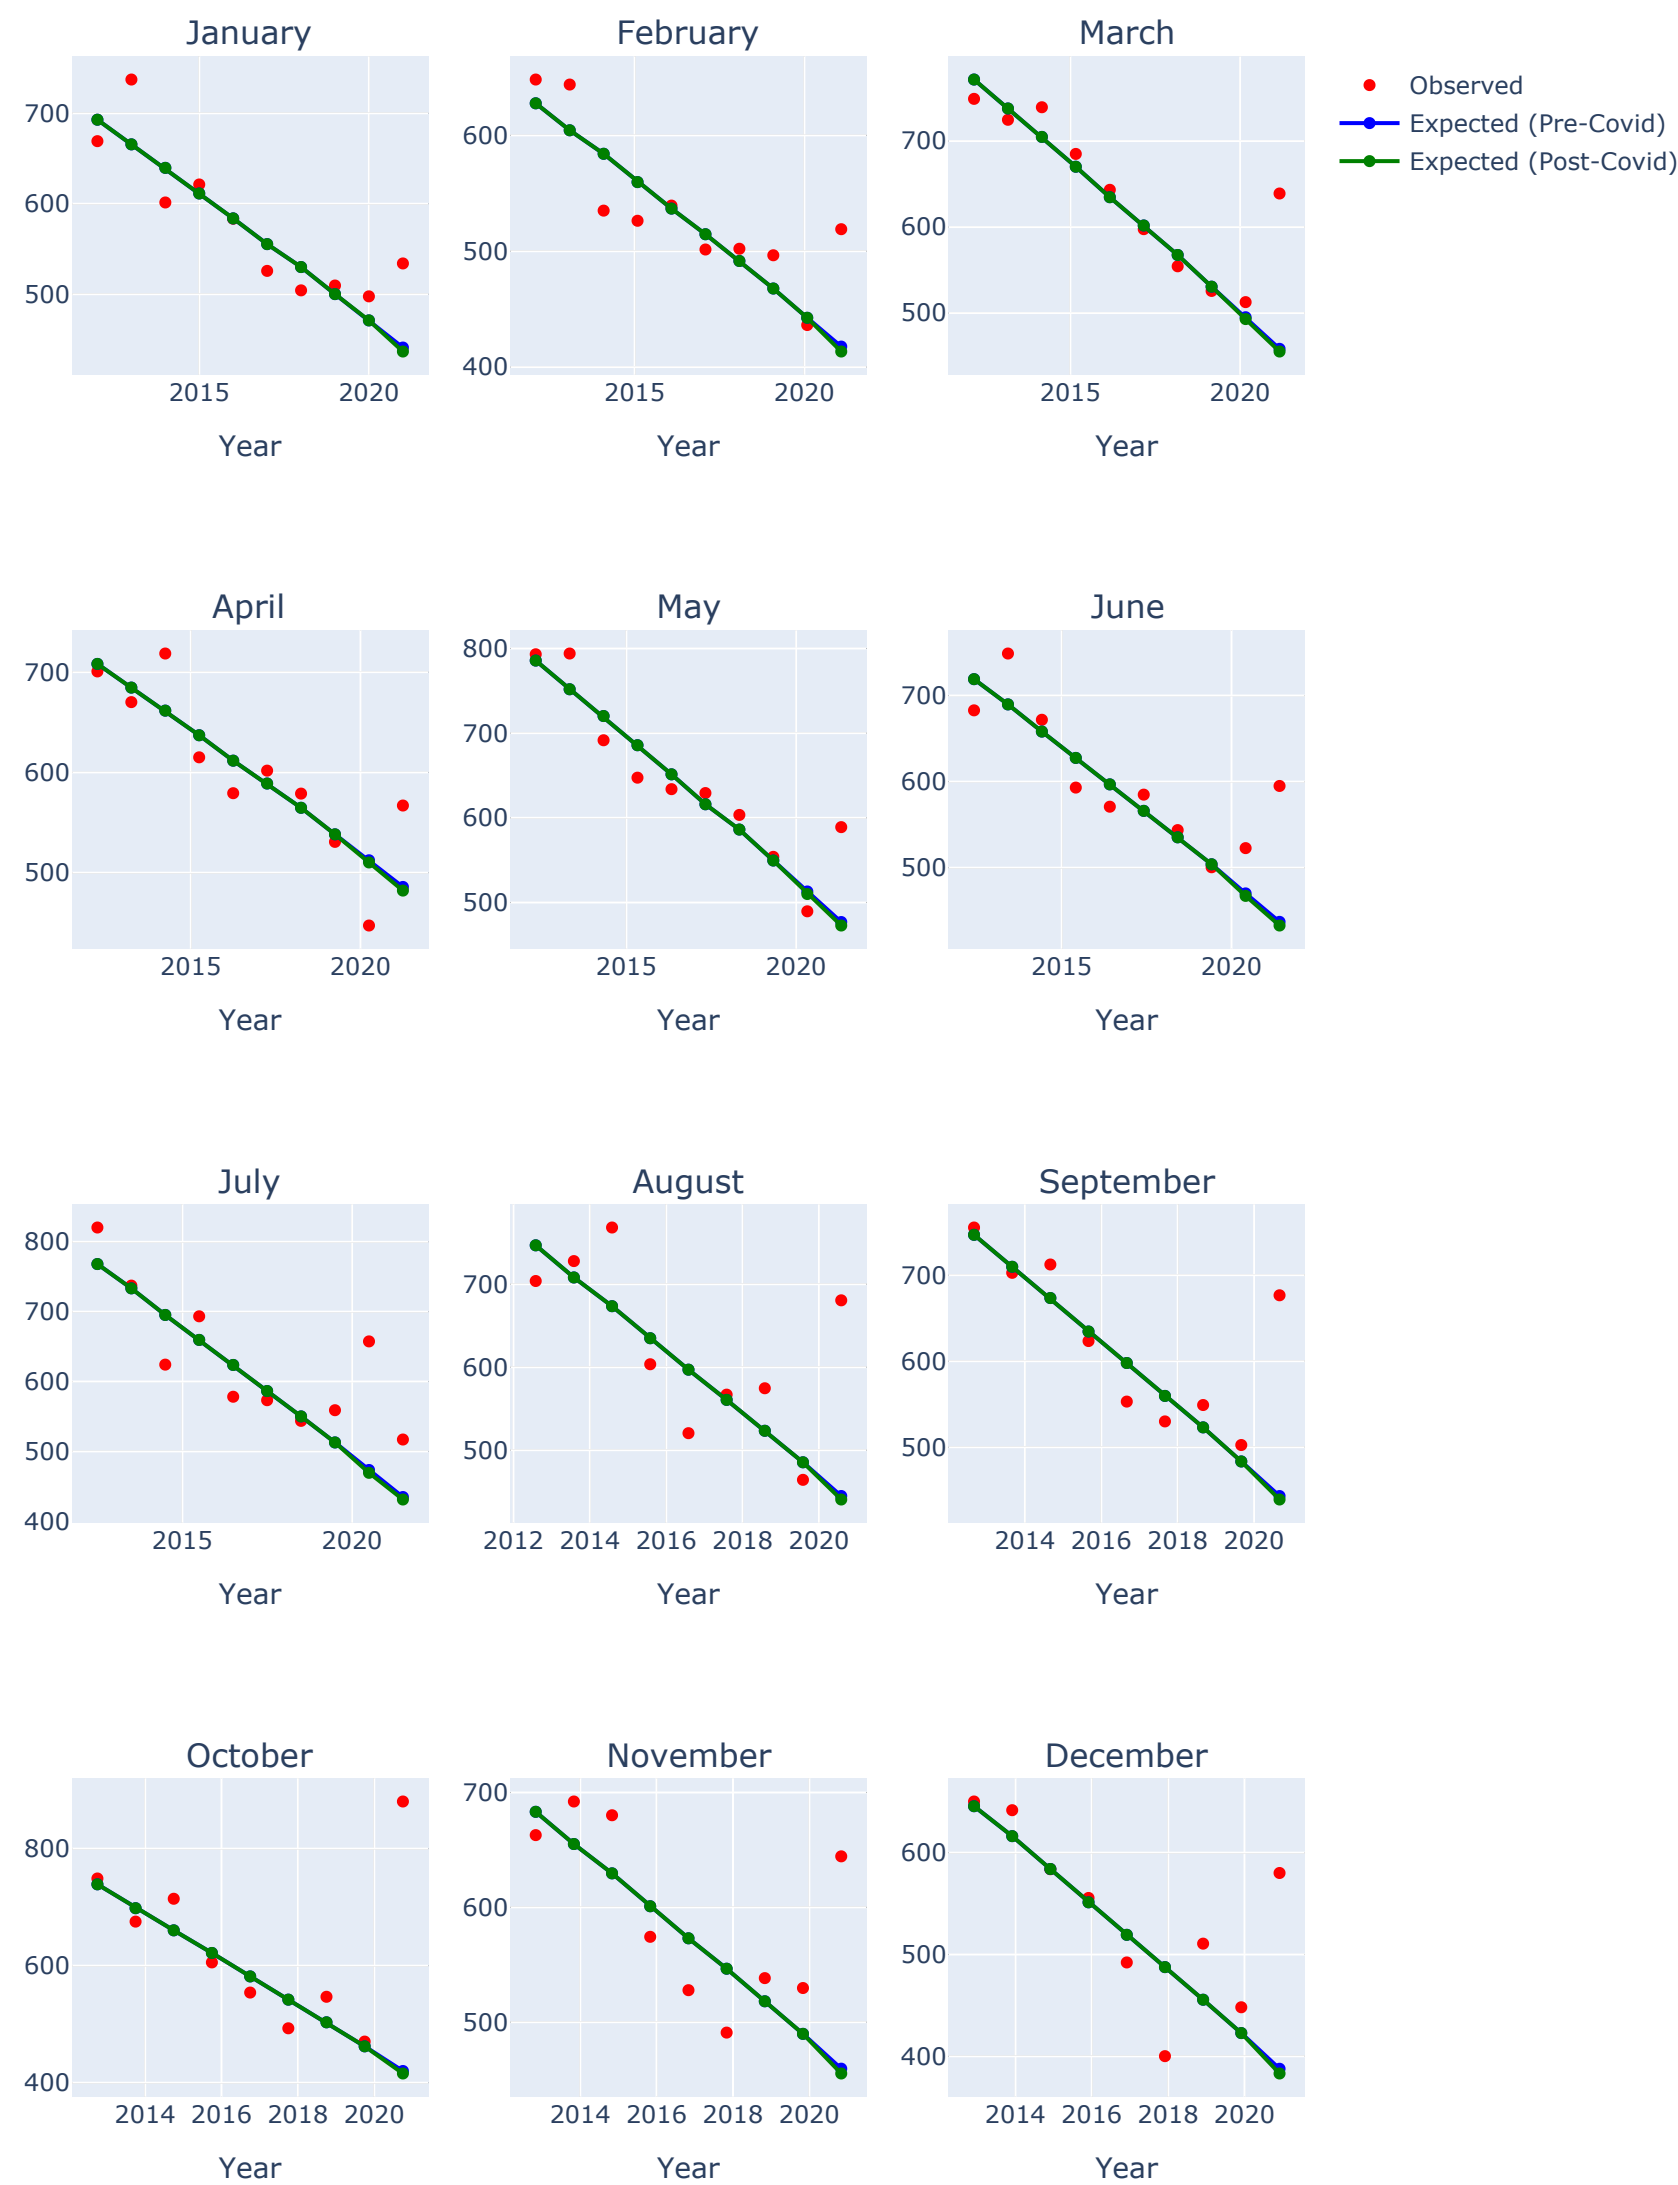 January
February
March
700
600
500
2015
2020
Year
600
500
400
2015
2020
Year
700
600
500
2015
2020
Year
Observed
Expected (Pre-Covid)
Expected (Post-Covid)
April
May
June
700
600
500
2015
2020
Year
800
700
600
500
2015
2020
Year
700
600
500
2015
2020
Year
July
August
September
800
700
600
500
400
2015
2020
Year
700
600
500
2012
2014
2016
2018
2020
Year
700
600
500
2014
2016
2018
2020
Year
October
November
December
800
600
400
2014
2016
2018
2020
Year
700
600
500
2014
2016
2018
2020
Year
600
500
400
2014
2016
2018
2020
Year